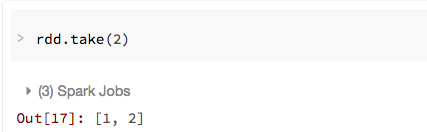 > rdd.take(2)
(3) Spark Jobs
Out[17]: [1, 2]